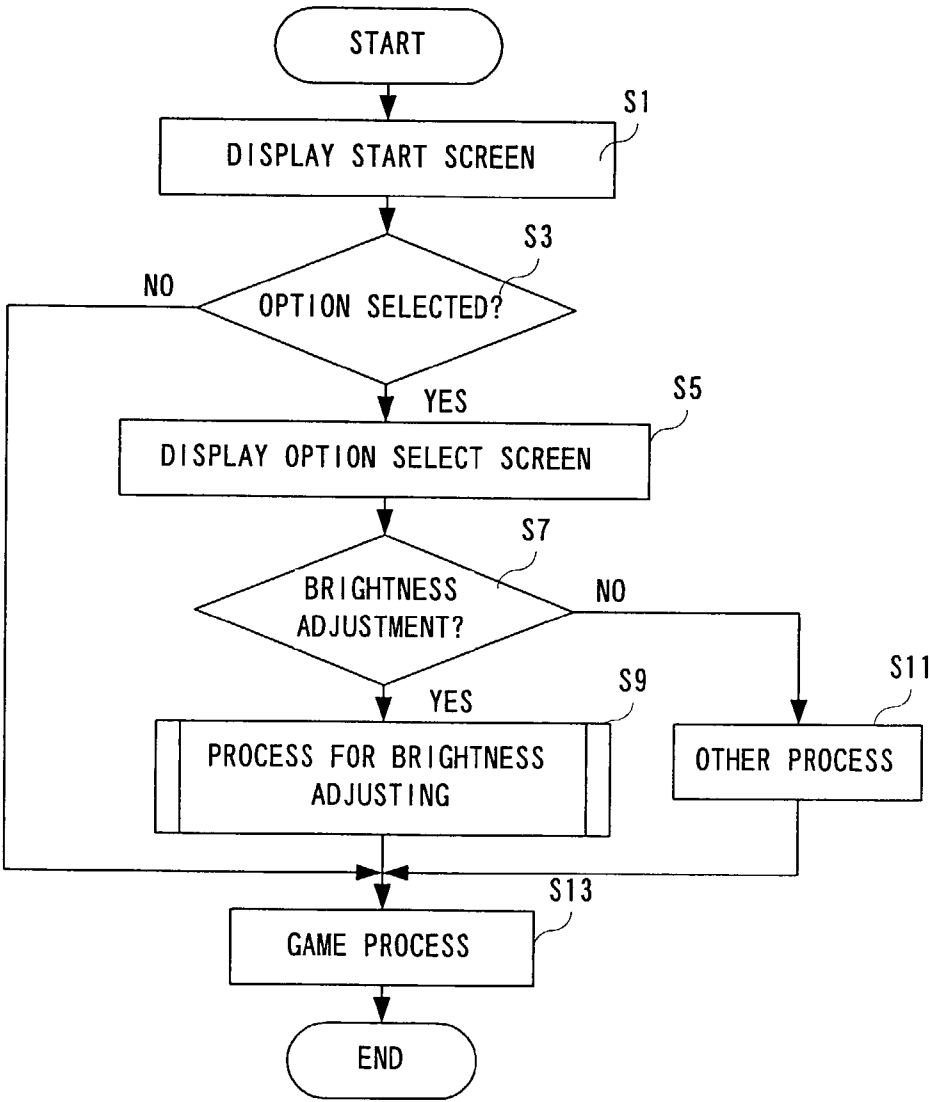 START
S1
DISPLAY START SCREEN
S3
NO
OPTION SELECTED?
YES
S5
DISPLAY OPTION SELECT SCREEN
S7
BRIGHTNESS
ADJUSTMENT?
NO
YES
S9
S11
PROCESS FOR BRIGHTNESS
ADJUSTING
OTHER PROCESS
S13
GAME PROCESS
END